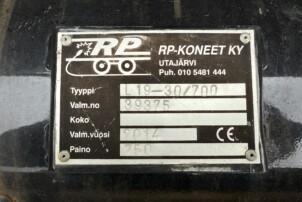 RP
RP-KONEET KY
UTAJÄRVI
Puh. 010 5481 444
Tyyppi L18-30/700
Valm.no 39375
Koko
Valm.vuosi 2014 CE
Paino 750